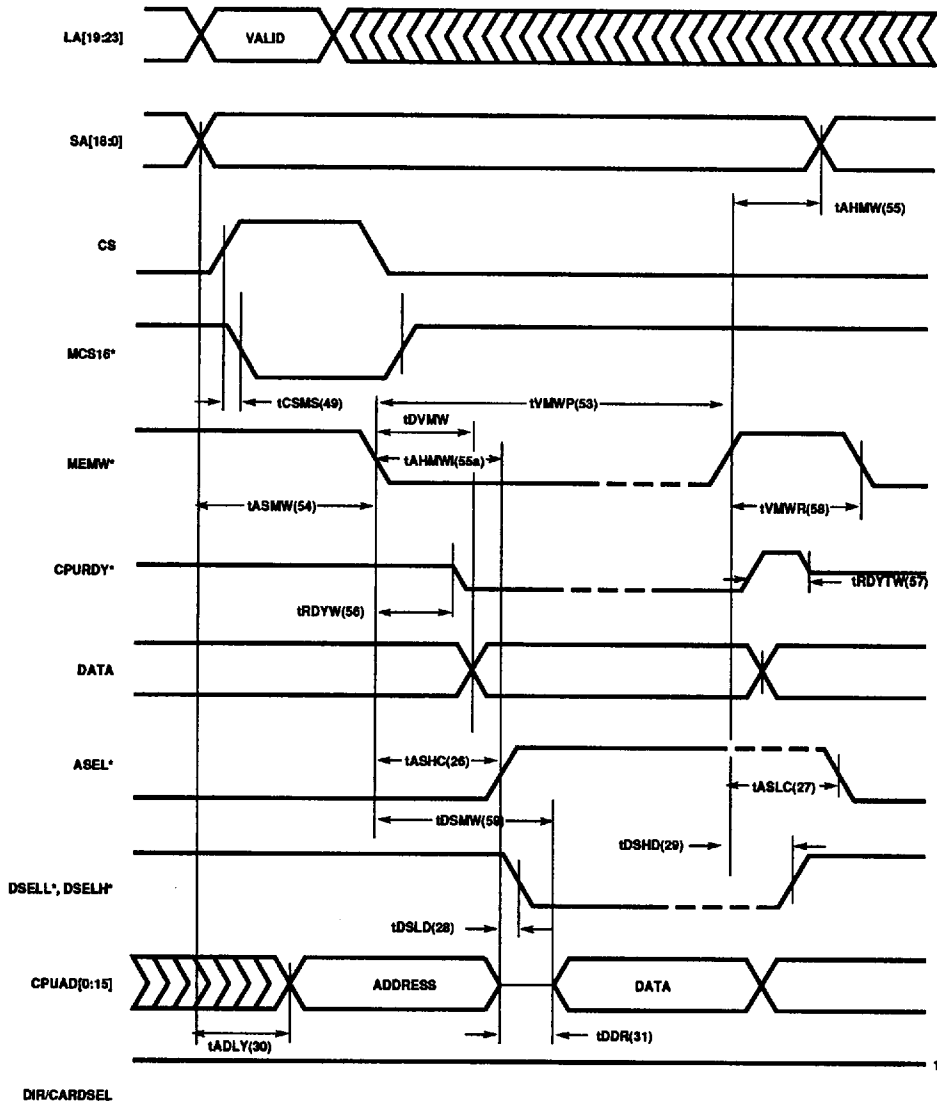 LA[19:23]
VALID
SA[18:0]
tAHMW(55)
CS
MCS16*
tCSMS(49)
tVMWP(53)
tDVMW
tAHMWI(55a)
MEMW*
tASMW(54)
tVMWR(58)
CPURDY*
tRDYTW(57)
tRDYW(56)
DATA
ASEL*
tASHC(26)
tASLC(27)
tDSMW(59)
tDSHD(29)
DSELL*, DSELH*
tDSLD(28)
CPUAD[0:15]
ADDRESS
DATA
tADLY(30)
tDDR(31)
1
DIR/CARDSEL